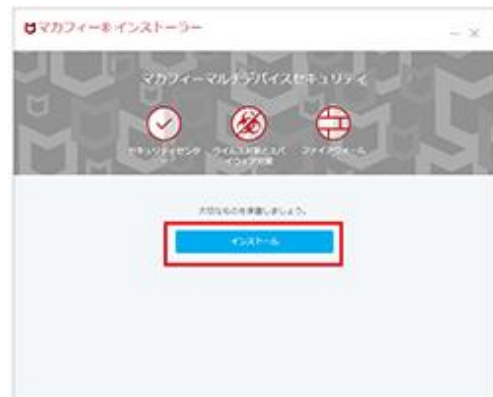 マカフィー® インストーラー
マカフィー マルチデバイスセキュリティ
セキュリティセンター
ウイルス対策とスパイウェア対策
ファイアウォール
大切なものを保護しましょう。
インストール